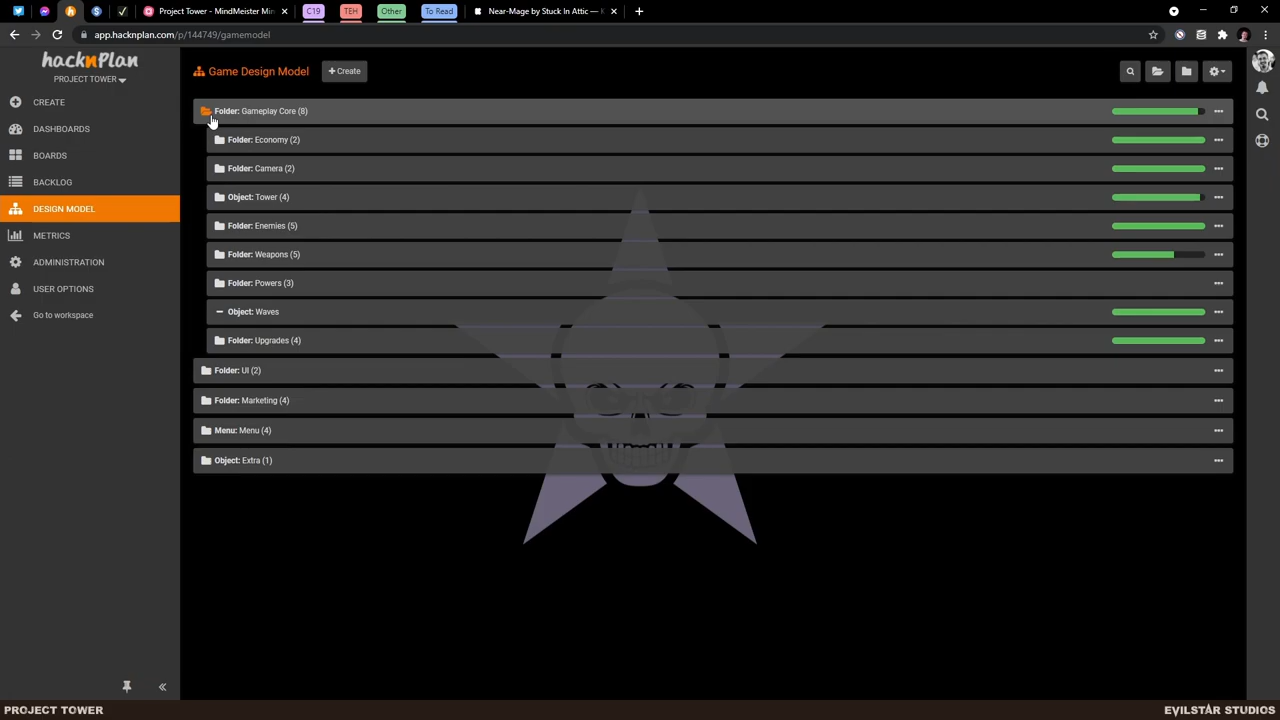 Project Tower - MindMeister Min
C19
TEH
Other
To Read
Near-Mage by Stuck In Attic — K
app.hacknplan.com/p/144749/gamemodel
hacknPlan
PROJECT TOWER
CREATE
DASHBOARDS
BOARDS
BACKLOG
DESIGN MODEL
METRICS
ADMINISTRATION
USER OPTIONS
Go to workspace
Game Design Model
+ Create
Folder: Gameplay Core (8)
Folder: Economy (2)
Folder: Camera (2)
Object: Tower (4)
Folder: Enemies (5)
Folder: Weapons (5)
Folder: Powers (3)
Object: Waves
Folder: Upgrades (4)
Folder: UI (2)
Folder: Marketing (4)
Menu: Menu (4)
Object: Extra (1)
PROJECT TOWER
EVILSTAR STUDIOS